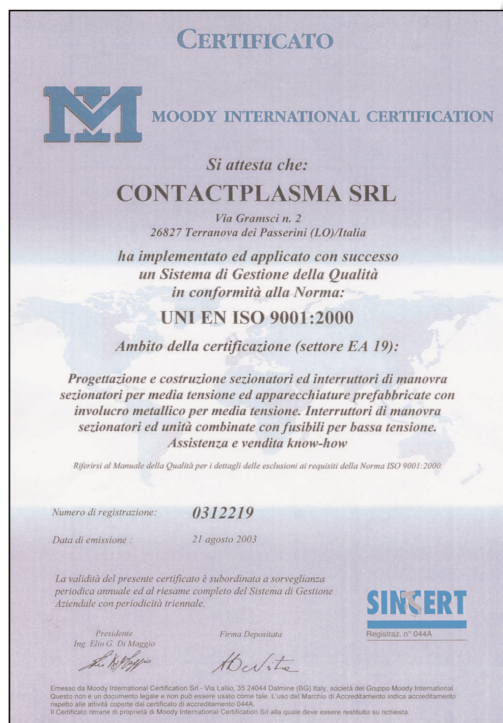 CERTIFICATO
MOODY INTERNATIONAL CERTIFICATION
Si attesta che:
CONTACTPLASMA SRL
Via Gramsci n. 2
26827 Terranova dei Passerini (LO)/Italia
ha implementato ed applicato con successo
un Sistema di Gestione della Qualità
in conformità alla Norma:
UNI EN ISO 9001:2000
Ambito della certificazione (settore EA 19):
Progettazione e costruzione sezionatori ed interruttori di manovra
sezionatori per media tensione ed apparecchiature prefabbricate con
involucro metallico per media tensione. Interruttori di manovra
sezionatori ed unità combinate con fusibili per bassa tensione.
Assistenza e vendita know-how
Riferirsi al Manuale della Qualità per i dettagli delle esclusioni ai requisiti della Norma ISO 9001:2000.
Numero di registrazione: 0312219
Data di emissione : 21 agosto 2003
La validità del presente certificato è subordinata a sorveglianza
periodica annuale ed al riesame completo del Sistema di Gestione
Aziendale con periodicità triennale.
SINCERT
Registraz. n° 044A
Presidente Firma Depositata
Ing. Elio G. Di Maggio
Emesso da Moody International Certification Srl - Via Lallio, 35 24044 Dalmine (BG) Italy, società del Gruppo Moody International
Questo non è un documento legale e non può essere usato come tale. L'uso del Marchio di Accreditamento indica accreditamento
rispetto alle attività coperte dal certificato di accreditamento 044A.
Il Certificato rimane di proprietà di Moody International Certification Srl alla quale deve essere restituito su richiesta.